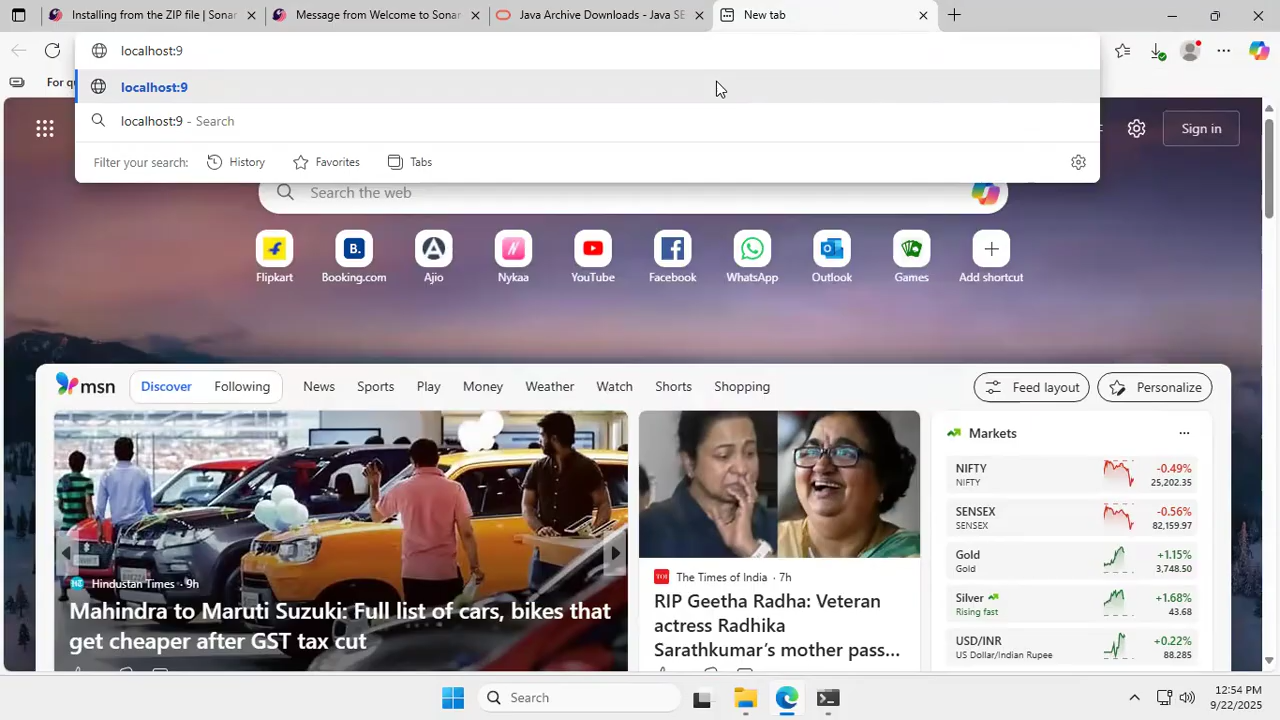 Installing from the ZIP file | Sonar
Message from Welcome to Sonar
Java Archive Downloads - Java SE
New tab
localhost:9
localhost:9
localhost:9 - Search
For qu
Filter your search:
History
Favorites
Tabs
Sign in
Search the web
Flipkart
Booking.com
Ajio
Nykaa
YouTube
Facebook
WhatsApp
Outlook
Games
Add shortcut
msn
Discover
Following
News
Sports
Play
Money
Weather
Watch
Shorts
Shopping
Feed layout
Personalize
Hindustan Times · 9h
Mahindra to Maruti Suzuki: Full list of cars, bikes that
get cheaper after GST tax cut
The Times of India · 7h
RIP Geetha Radha: Veteran
actress Radhika
Sarathkumar’s mother pass...
Markets
NIFTY
NIFTY
-0.49%
25,202.35
SENSEX
SENSEX
-0.56%
82,159.97
Gold
Gold
+1.15%
3,748.50
Silver
Rising fast
+1.68%
43.68
USD/INR
US Dollar/Indian Rupee
+0.22%
88.285
Search
12:54 PM
9/22/2025